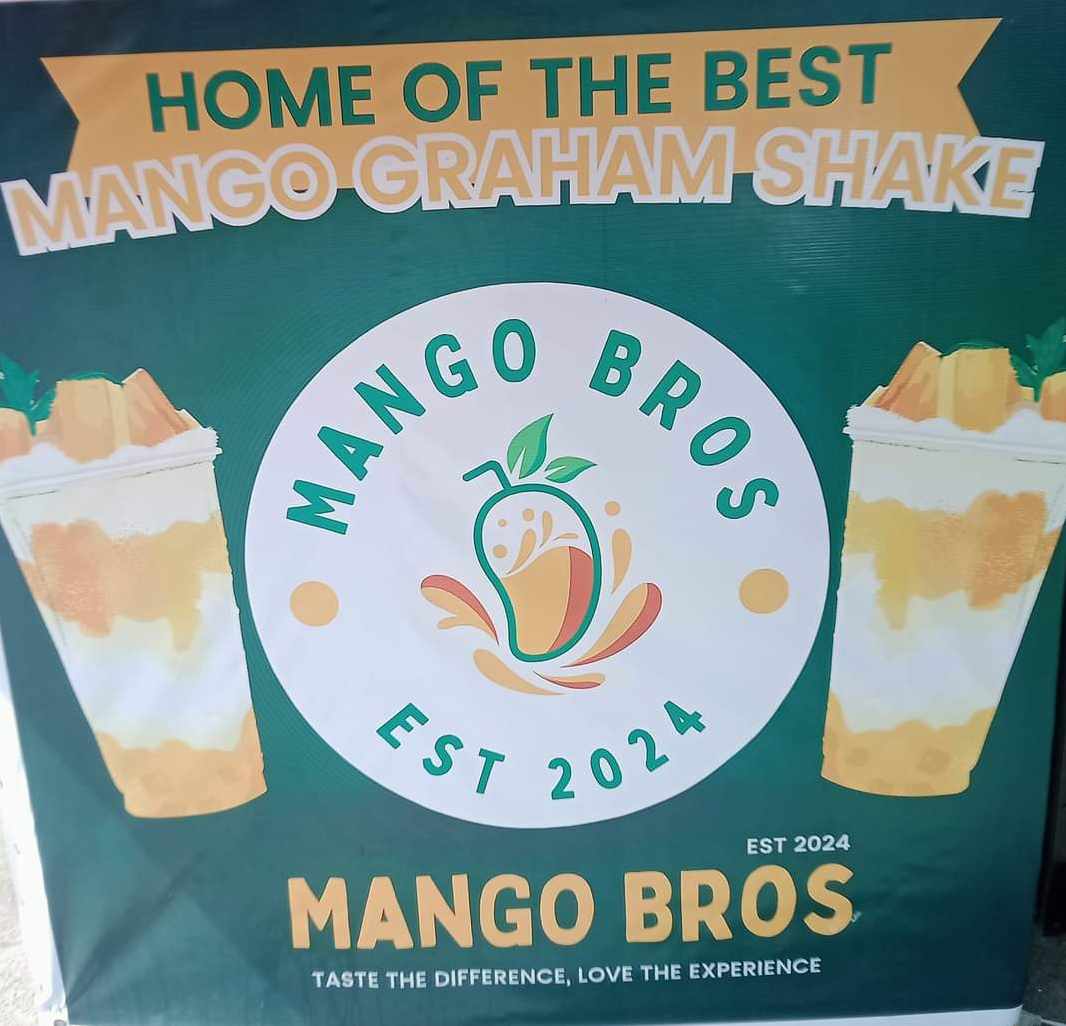 HOME OF THE BEST
MANGO GRAHAM SHAKE
MANGO BROS
EST 2024
EST 2024
MANGO BROS
TASTE THE DIFFERENCE, LOVE THE EXPERIENCE